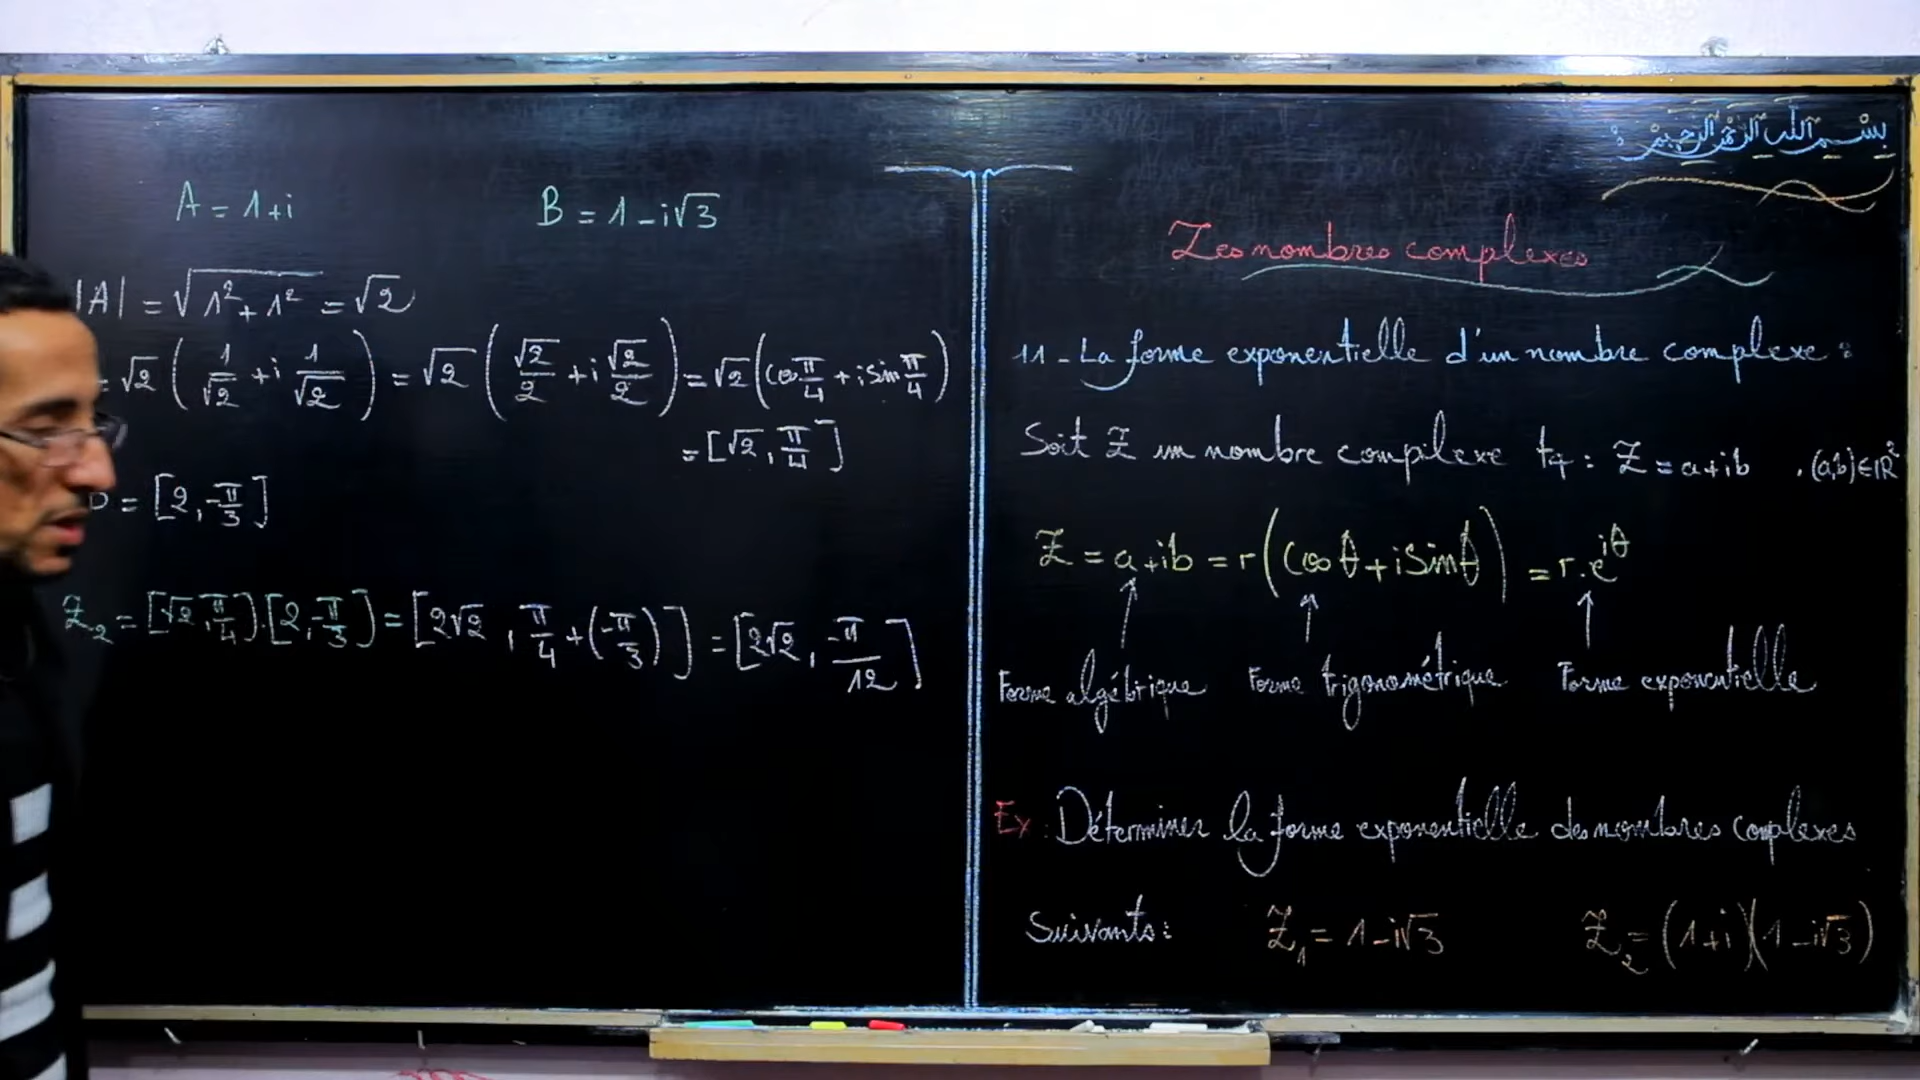 بسم الله الرحمن الرحيم :
A = 1+i
B = 1-i√3
|A| = √(1²+1²) = √2
= √2 (1/√2 + i 1/√2) = √2 (√2/2 + i √2/2) = √2 (cos π/4 + i sin π/4)
= [√2, π/4]
= [2, -π/3]
Z₂ = [√2, π/4].[2, -π/3] = [2√2, π/4 + (-π/3)] = [2√2, -π/12]
Les nombres complexes
11 - La forme exponentielle d'un nombre complexe :
Soit Z un nombre complexe tq : Z = a+ib , (a,b)∈IR²
Z = a+ib = r(Cosθ + i Sinθ) = r.e^{iθ}
Forme algébrique Forme trigonométrique Forme exponentielle
Ex : Déterminer la forme exponentielle des nombres complexes
Suivants : Z₁ = 1-i√3 Z₂ = (1+i)(1-i√3)